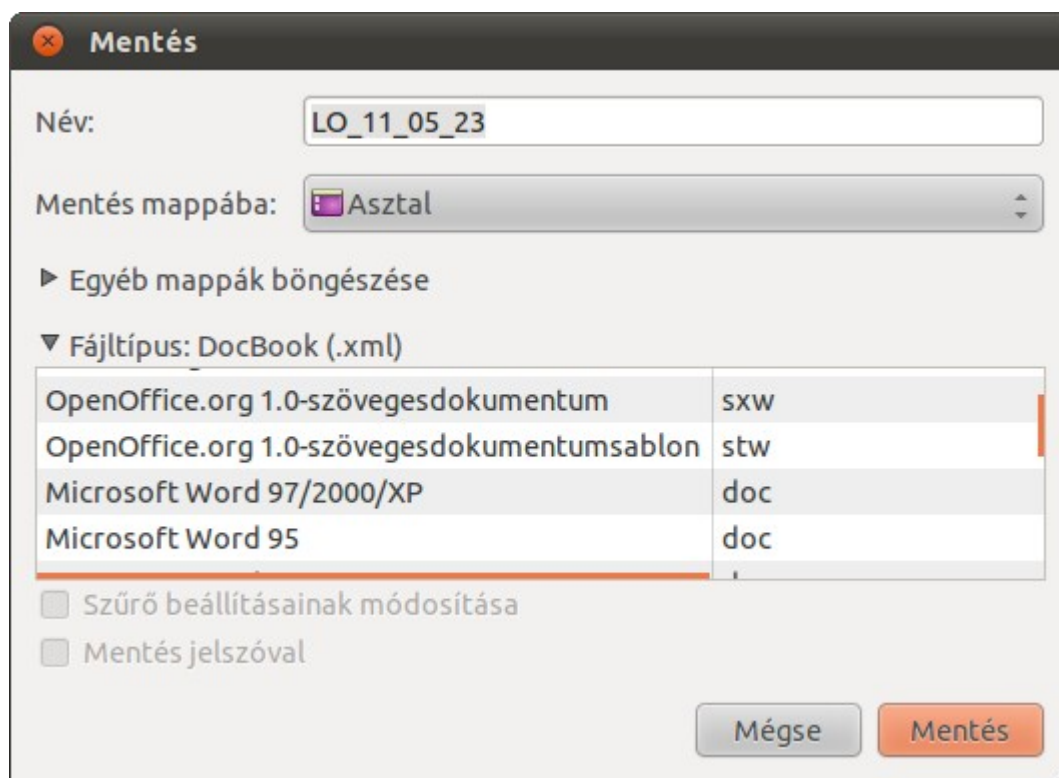 Mentés
Név: LO_11_05_23
Mentés mappába: Asztal
Egyéb mappák böngészése
Fájltípus: DocBook (.xml)
OpenOffice.org 1.0-szövegesdokumentum sxw
OpenOffice.org 1.0-szövegesdokumentumsablon stw
Microsoft Word 97/2000/XP doc
Microsoft Word 95 doc
Szűrő beállításainak módosítása
Mentés jelszóval
Mégse Mentés